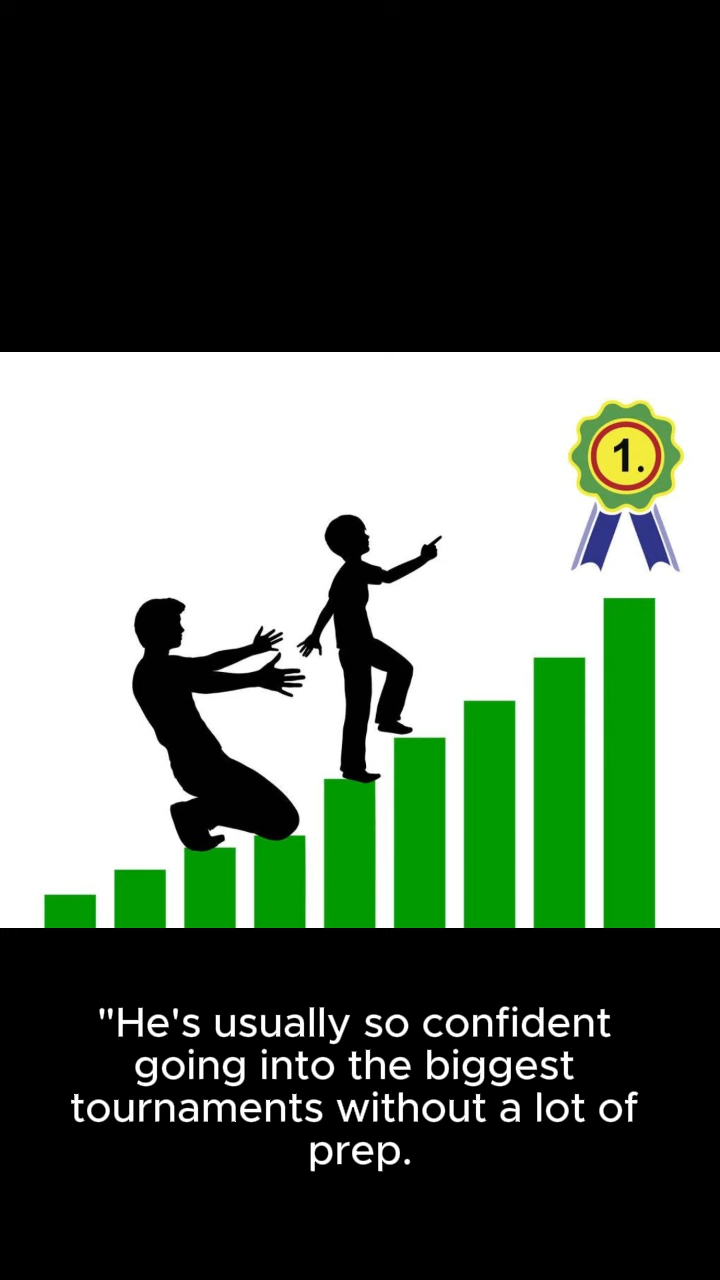 1.
"He's usually so confident
going into the biggest
tournaments without a lot of
prep.